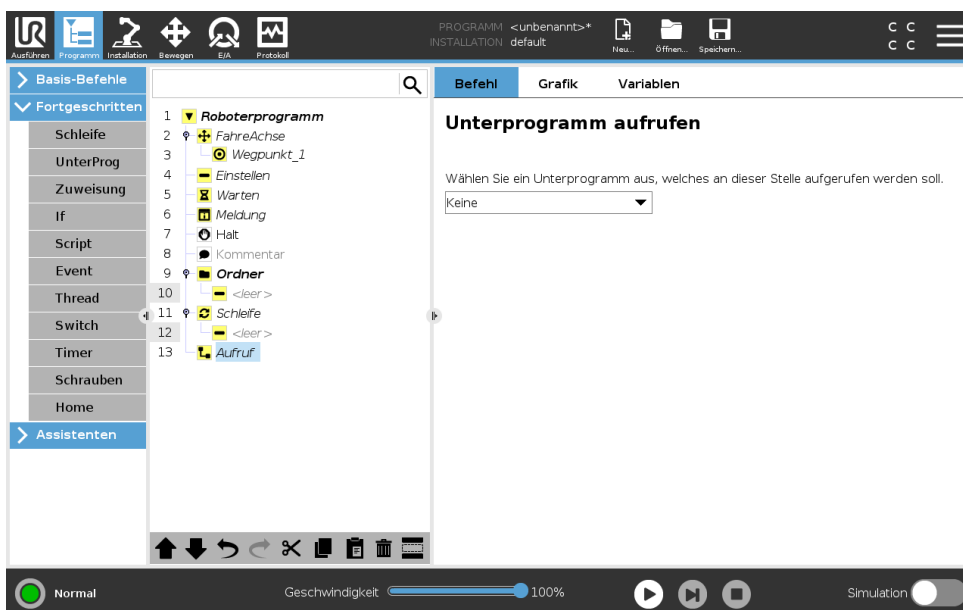 UR
Ausführen
Programm
Installation
Bewegen
E/A
Protokoll
PROGRAMM <unbenannt>*
INSTALLATION default
Neu...
Öffnen...
Speichern...
C C
C C
Basis-Befehle
Fortgeschritten
Schleife
UnterProg
Zuweisung
If
Script
Event
Thread
Switch
Timer
Schrauben
Home
Assistenten
1 Roboterprogramm
2 FahreAchse
3 Wegpunkt_1
4 Einstellen
5 Warten
6 Meldung
7 Halt
8 Kommentar
9 Ordner
10 <leer>
11 Schleife
12 <leer>
13 Aufruf
Befehl Grafik Variablen
Unterprogramm aufrufen
Wählen Sie ein Unterprogramm aus, welches an dieser Stelle aufgerufen werden soll.
Keine
Normal
Geschwindigkeit 100%
Simulation